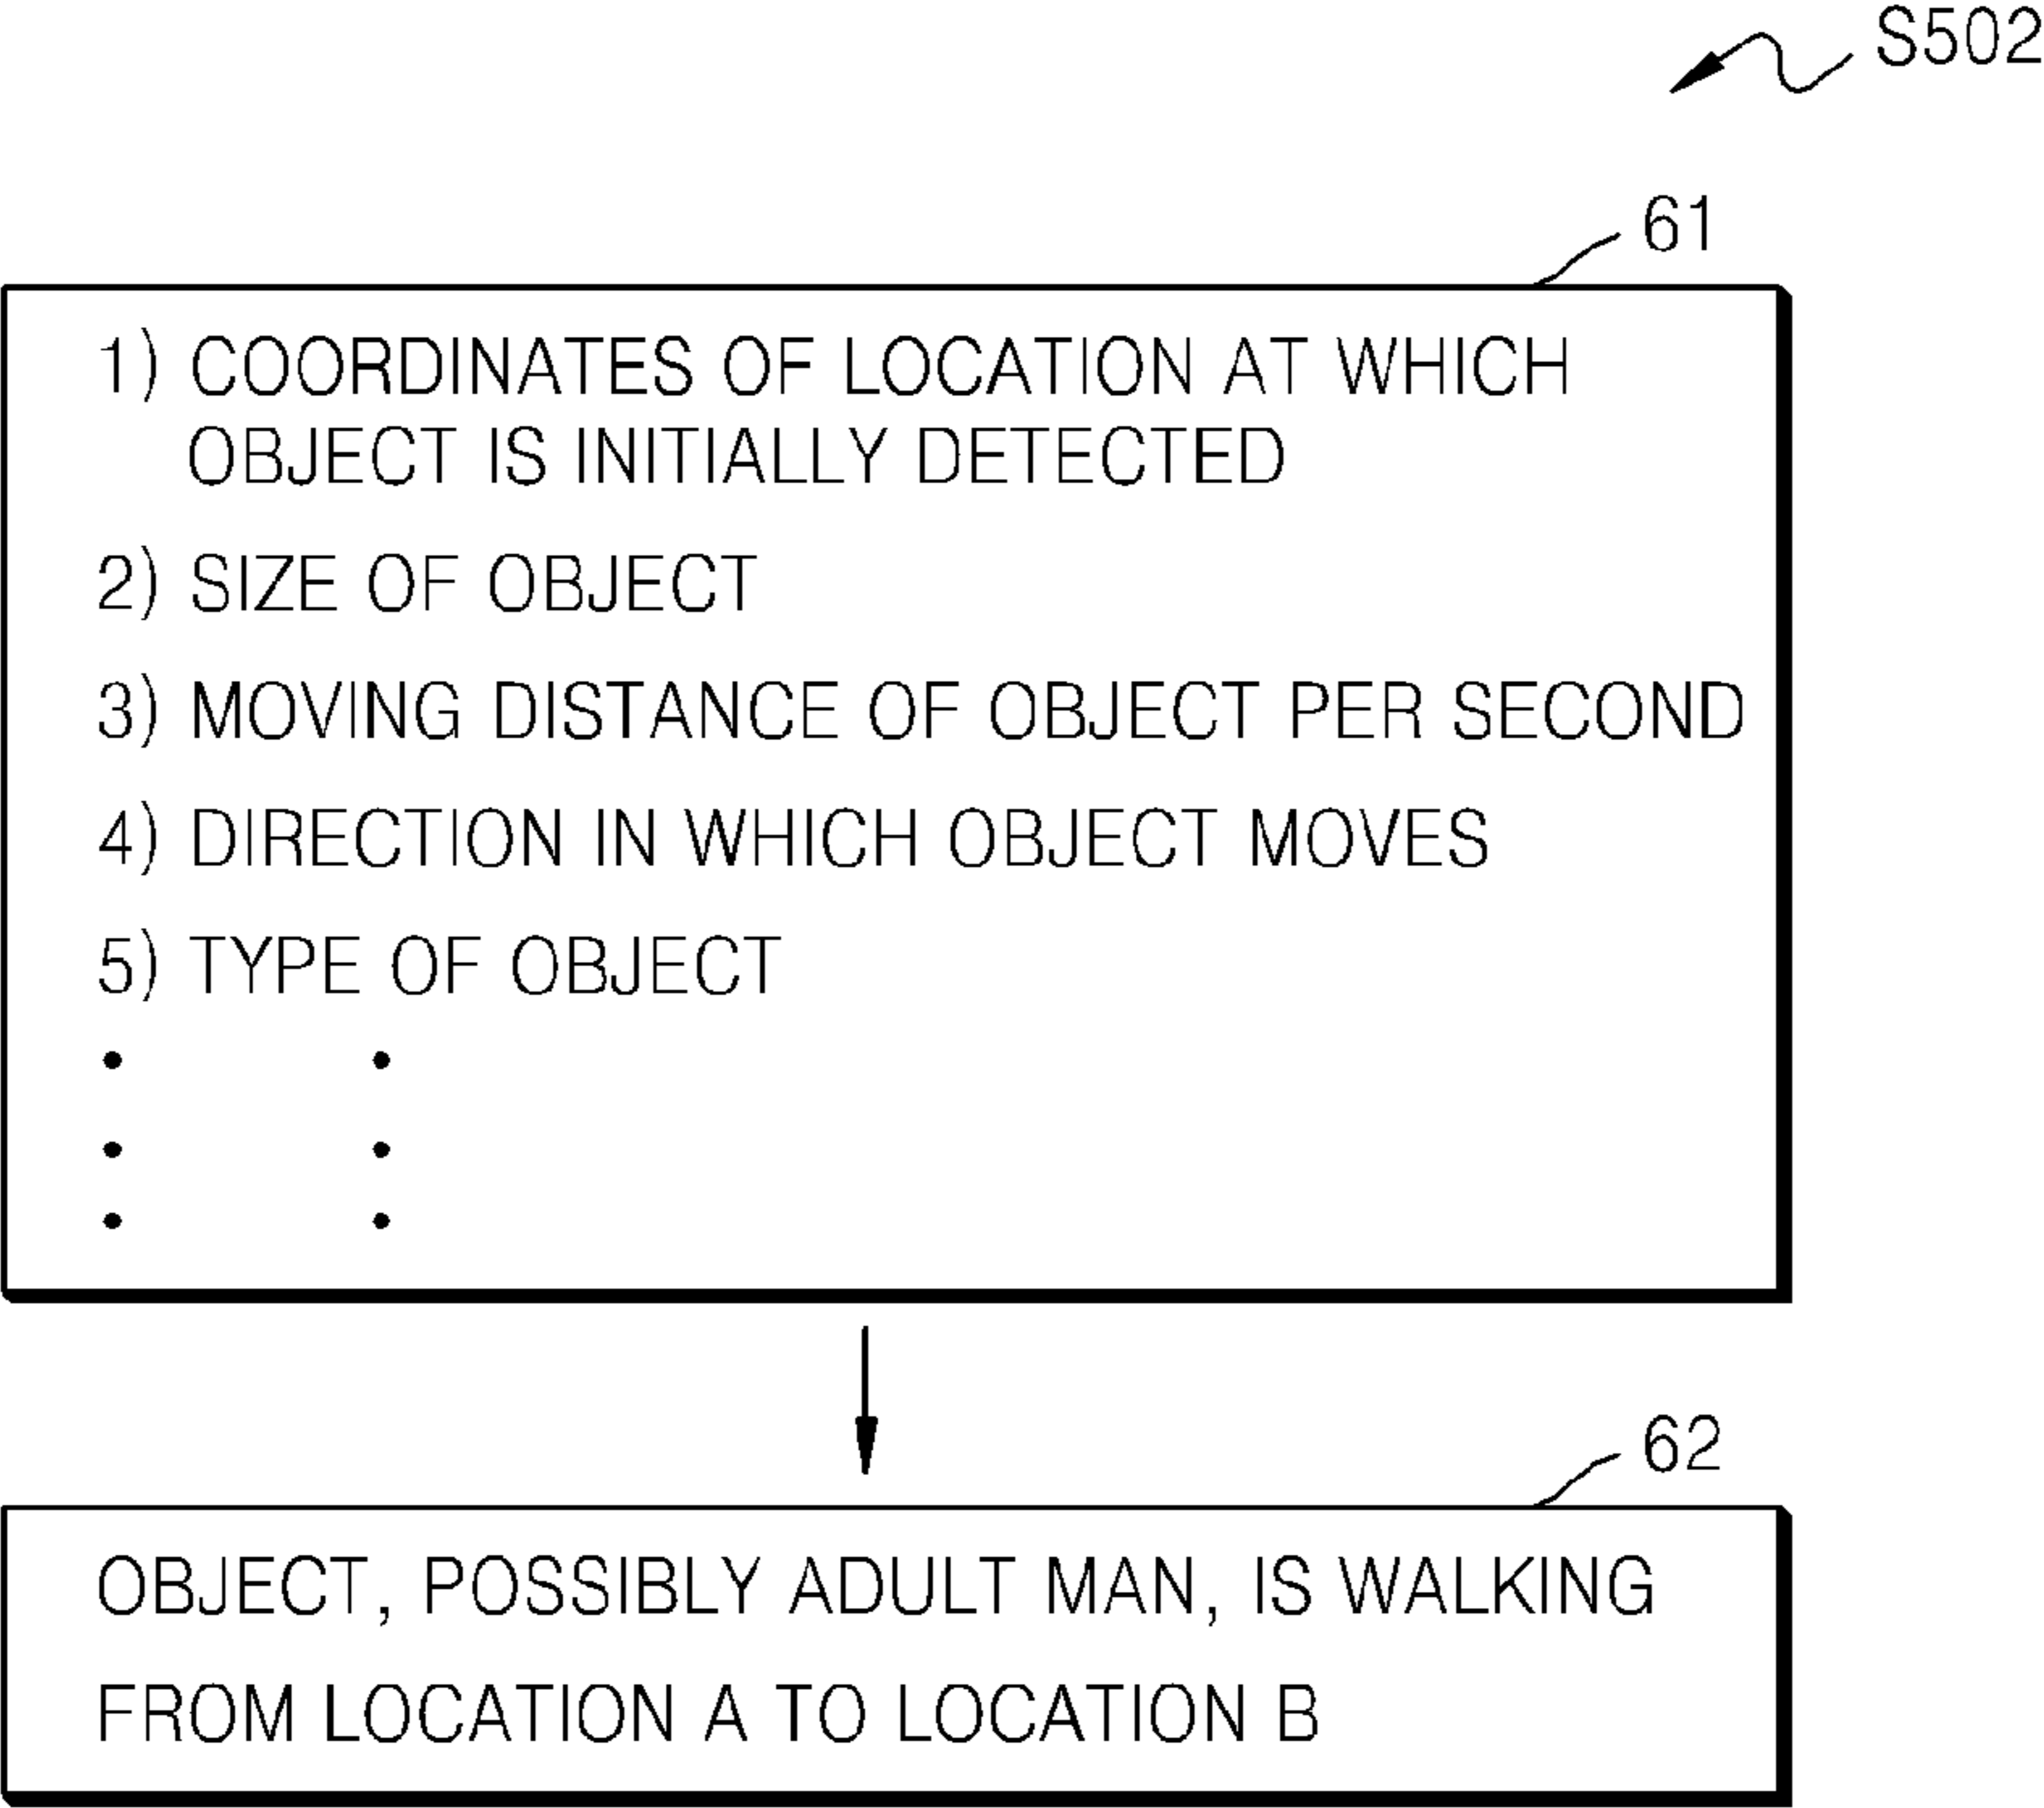 S502
61
1) COORDINATES OF LOCATION AT WHICH
OBJECT IS INITIALLY DETECTED
2) SIZE OF OBJECT
3) MOVING DISTANCE OF OBJECT PER SECOND
4) DIRECTION IN WHICH OBJECT MOVES
5) TYPE OF OBJECT
62
OBJECT, POSSIBLY ADULT MAN, IS WALKING
FROM LOCATION A TO LOCATION B